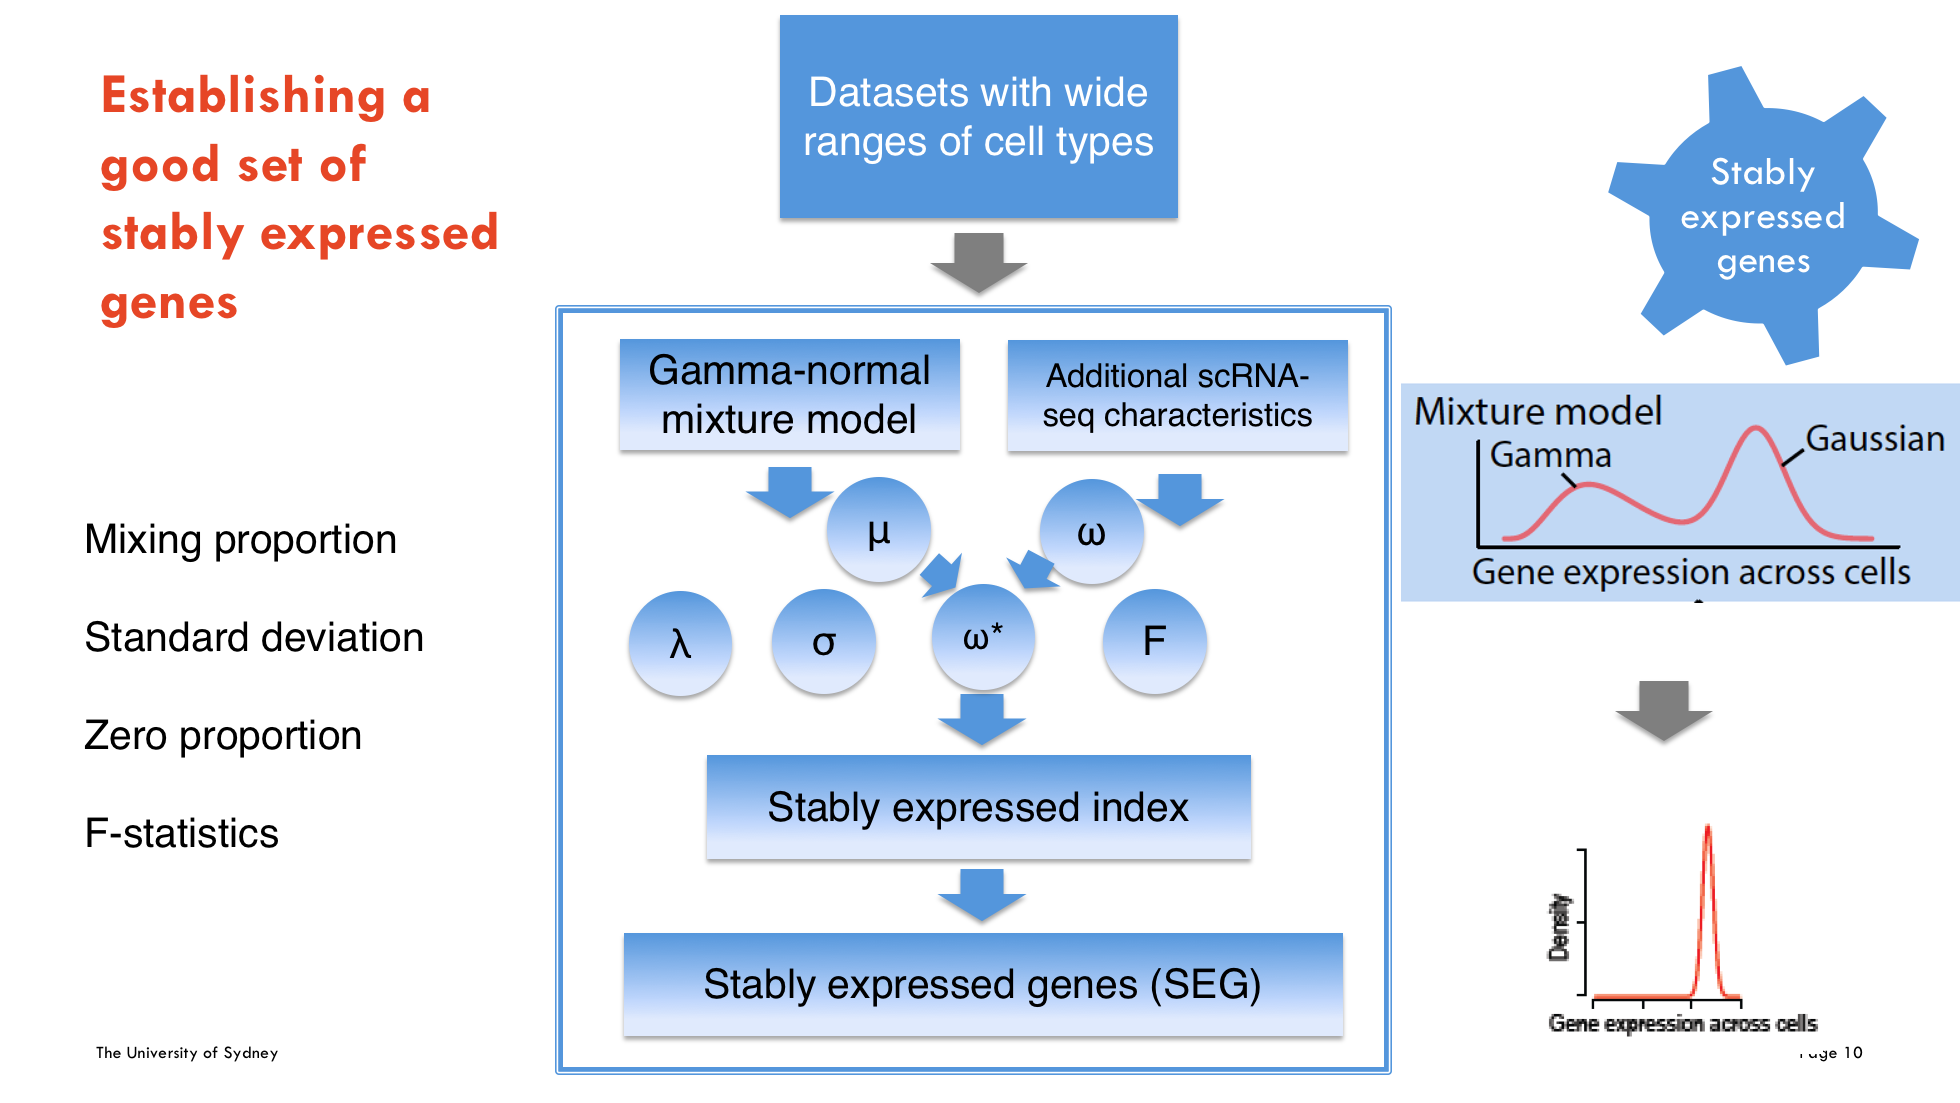 Establishing a
good set of
stably expressed
genes
Datasets with wide
ranges of cell types
Stably
expressed
genes
Gamma-normal
mixture model
Additional scRNA-
seq characteristics
μ
ω
λ
σ
ω*
F
Stably expressed index
Stably expressed genes (SEG)
Mixing proportion
Standard deviation
Zero proportion
F-statistics
Mixture model
Gamma
Gaussian
Gene expression across cells
Density
Gene expression across cells
The University of Sydney
Page 10